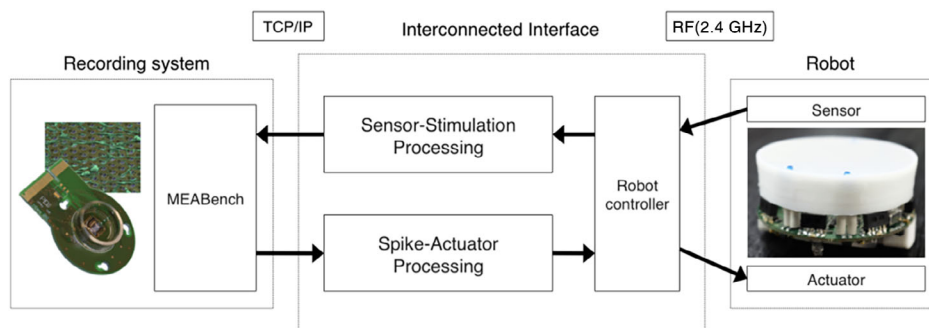 TCP/IP
Interconnected Interface
RF(2.4 GHz)
Recording system
Robot
MEABench
Sensor-Stimulation
Processing
Spike-Actuator
Processing
Robot
controller
Sensor
Actuator